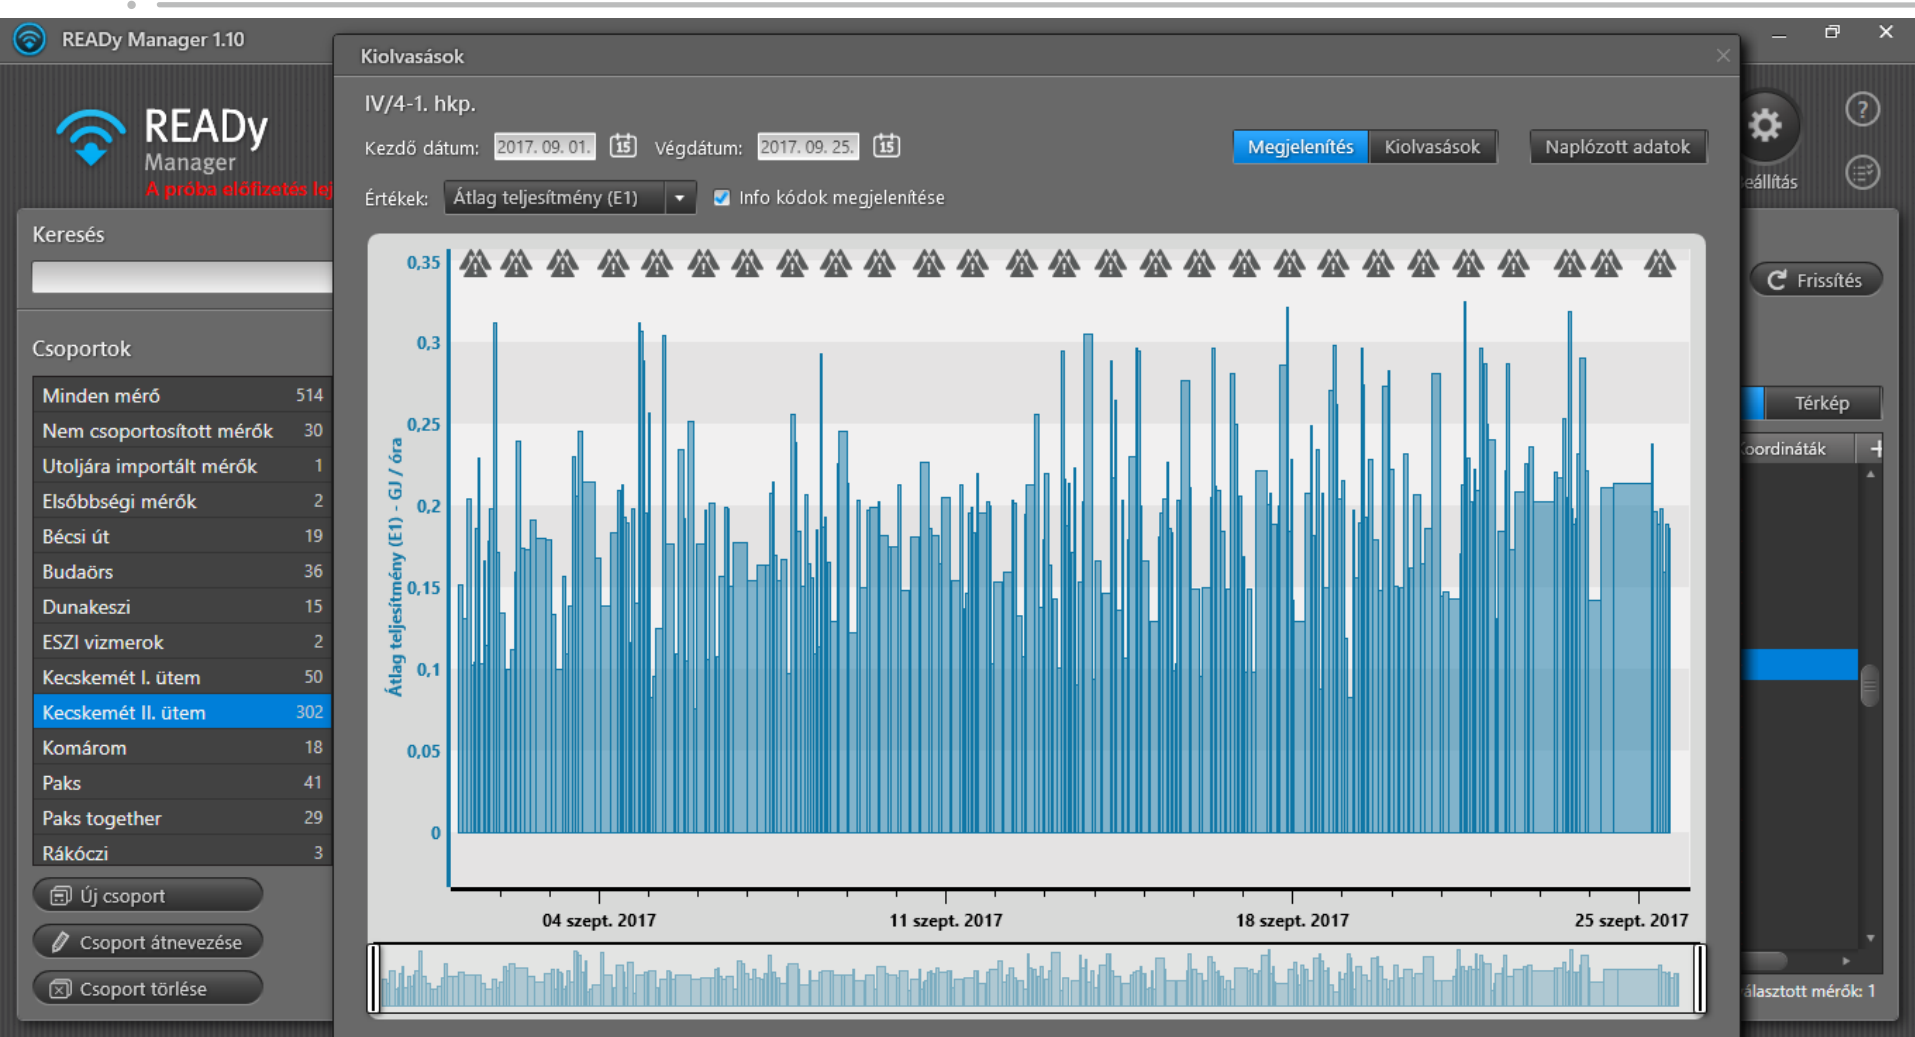 READy Manager 1.10
READy
Manager
A próba előfizetés lej
Keresés
Csoportok
Minden mérő 514
Nem csoportosított mérők 30
Utoljára importált mérők 1
Elsőbbségi mérők 2
Bécsi út 19
Budaörs 36
Dunakeszi 15
ESZI vizmerok 2
Kecskemét I. ütem 50
Kecskemét II. ütem 302
Komárom 18
Paks 41
Paks together 29
Rákóczi 3
Új csoport
Csoport átnevezése
Csoport törlése
Kiolvasások
IV/4-1. hkp.
Kezdő dátum: 2017. 09. 01. 15 Végdátum: 2017. 09. 25. 15
Megjelenítés Kiolvasások Naplózott adatok
Értékek: Átlag teljesítmény (E1) Info kódok megjelenítése
Átlag teljesítmény (E1) - GJ / óra
0,35
0,3
0,25
0,2
0,15
0,1
0,05
0
04 szept. 2017 11 szept. 2017 18 szept. 2017 25 szept. 2017
?
eállítás
Frissítés
Térkép
oordináták
álasztott mérők: 1